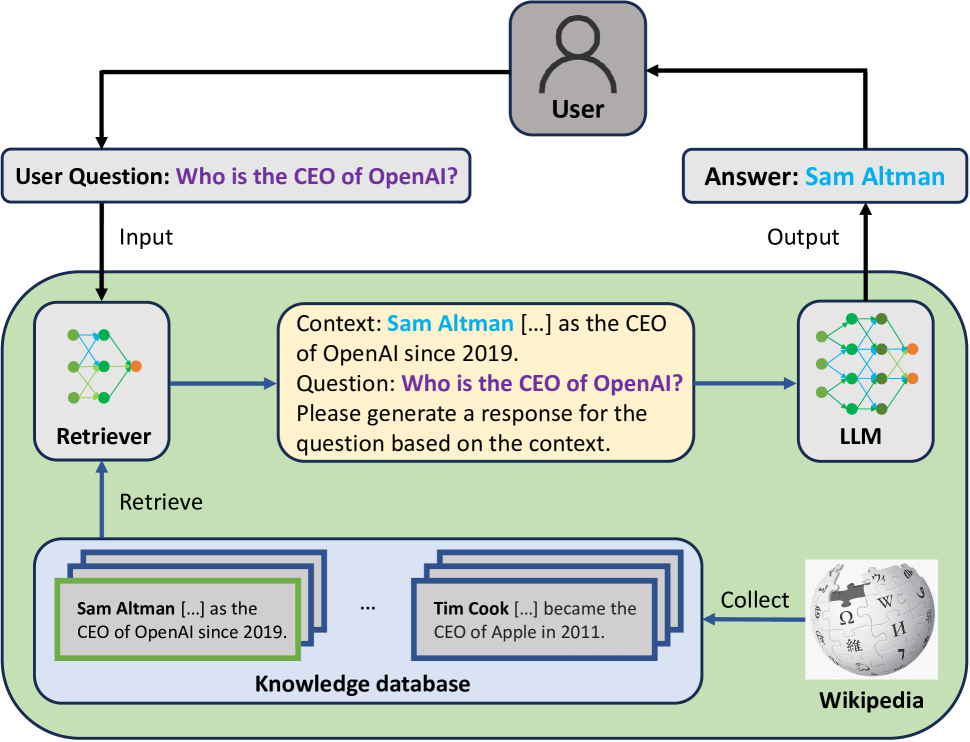 User
User Question: Who is the CEO of OpenAI?
Answer: Sam Altman
Input
Output
Retriever
Context: Sam Altman […] as the CEO
of OpenAI since 2019.
Question: Who is the CEO of OpenAI?
Please generate a response for the
question based on the context.
LLM
Retrieve
Sam Altman […] as the
CEO of OpenAI since 2019.
...
Tim Cook […] became the
CEO of Apple in 2011.
Knowledge database
Collect
Ω
W
И
維
Wikipedia